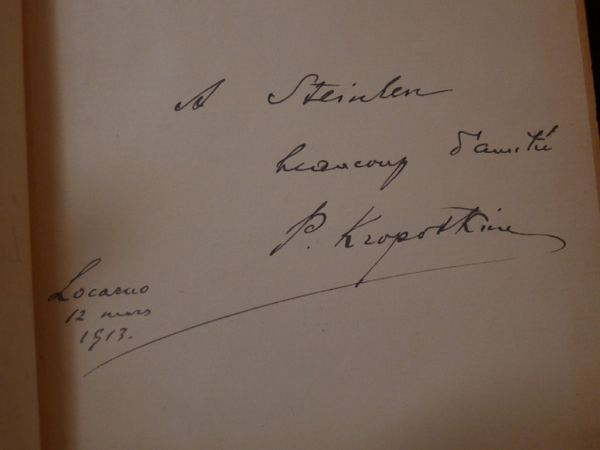 A Steinlen
beaucoup d'amitié
P. Kropotkine
Locarno
12 mars
1913.